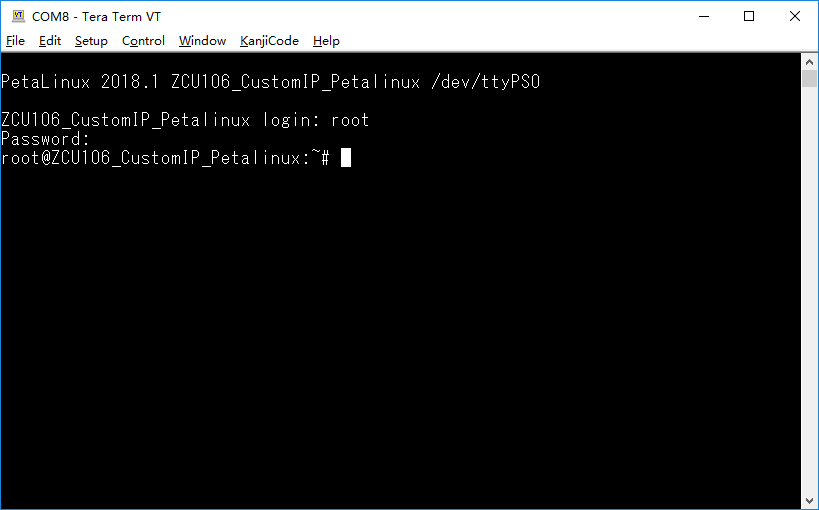 COM8 - Tera Term VT
File Edit Setup Control Window KanjiCode Help
PetaLinux 2018.1 ZCU106_CustomIP_Petalinux /dev/ttyPS0
ZCU106_CustomIP_Petalinux login: root
Password:
root@ZCU106_CustomIP_Petalinux:~#